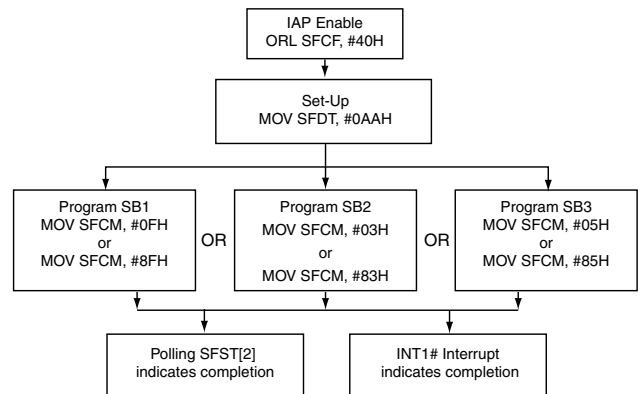 IAP Enable
ORL SFCF, #40H
Set-Up
MOV SFDT, #0AAH
Program SB1
MOV SFCM, #0FH
or
MOV SFCM, #8FH
OR
Program SB2
MOV SFCM, #03H
or
MOV SFCM, #83H
OR
Program SB3
MOV SFCM, #05H
or
MOV SFCM, #85H
Polling SFST[2]
indicates completion
INT1# Interrupt
indicates completion